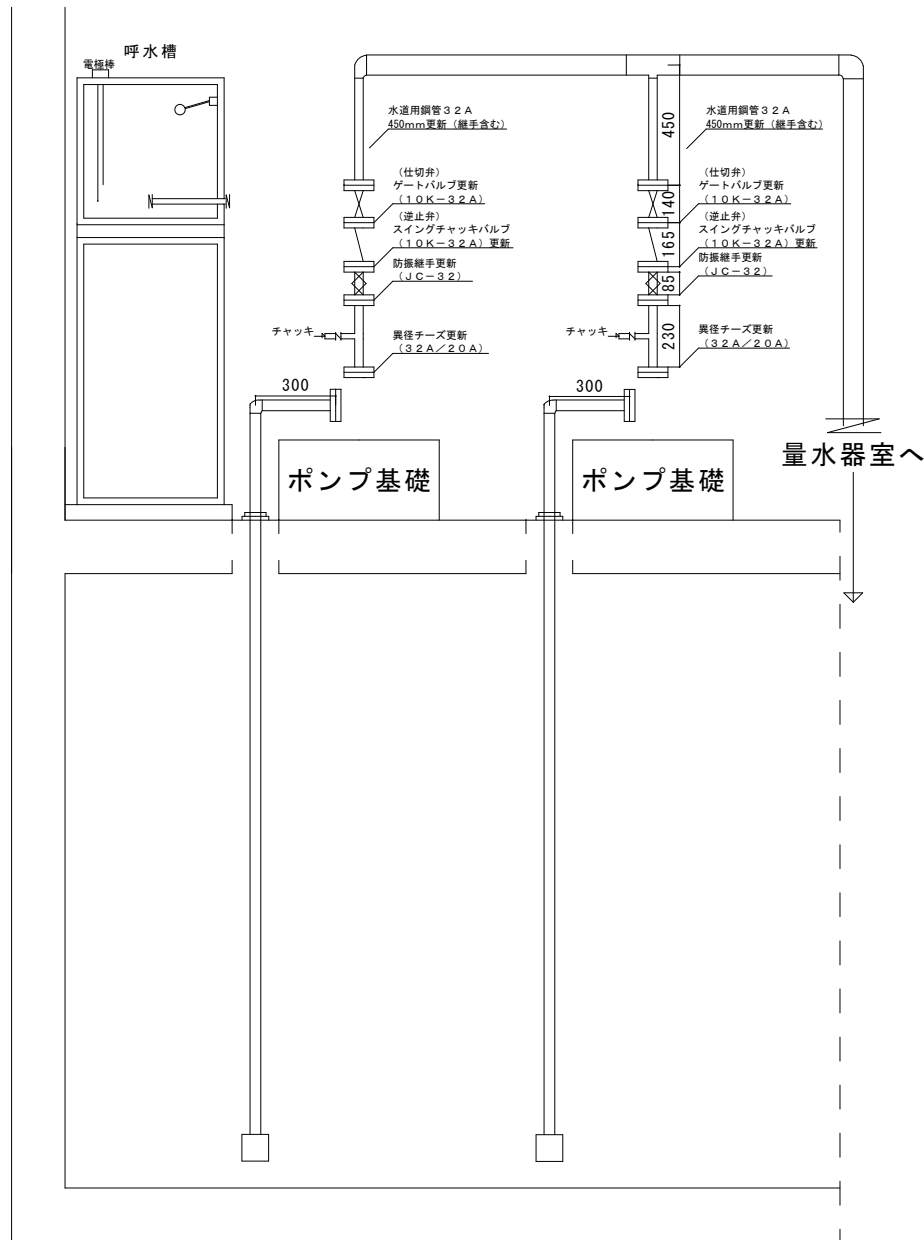 呼水槽
電極棒
水道用鋼管32A
450mm更新(継手含む)
(仕切弁)
ゲートバルブ更新
(10K-32A)
(逆止弁)
スイングチャッキバルブ
(10K-32A)更新
防振継手更新
(JC-32)
チャッキ
異径チーズ更新
(32A/20A)
300
ポンプ基礎
水道用鋼管32A
450mm更新(継手含む)
(仕切弁)
ゲートバルブ更新
(10K-32A)
(逆止弁)
スイングチャッキバルブ
(10K-32A)更新
防振継手更新
(JC-32)
チャッキ
異径チーズ更新
(32A/20A)
450
140
165
85
230
300
ポンプ基礎
量水器室へ